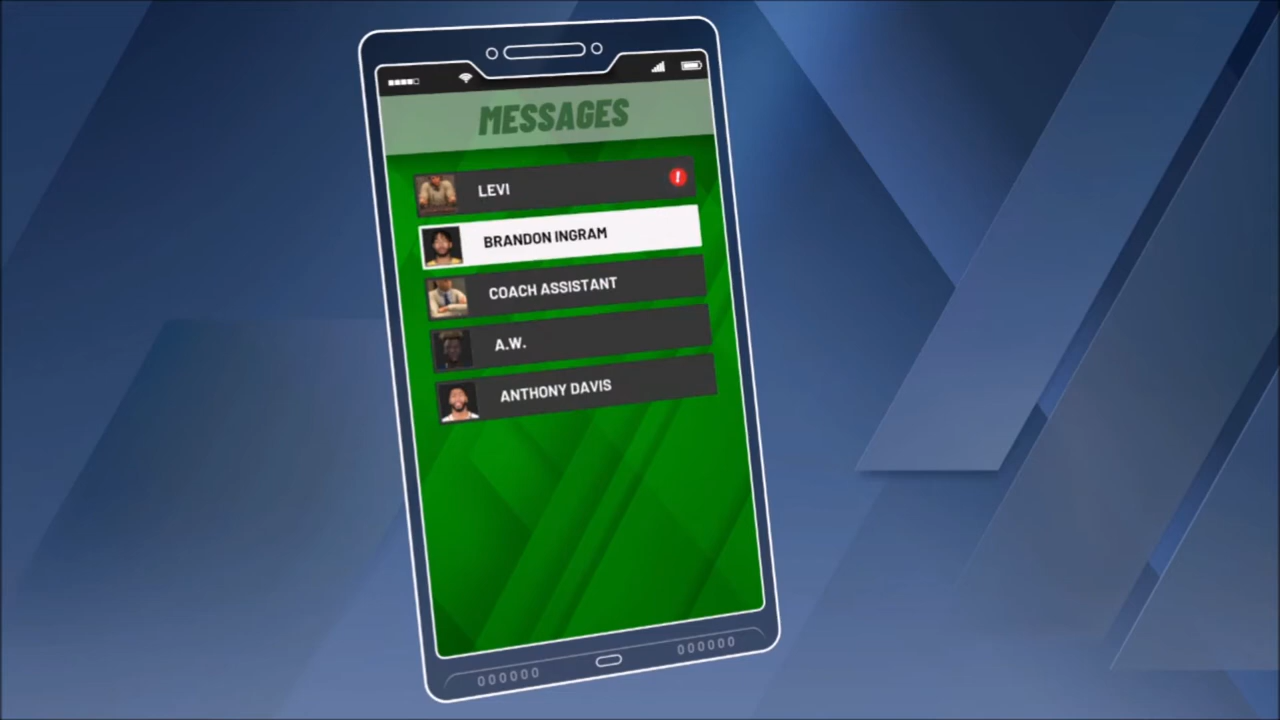 MESSAGES
LEVI
!
BRANDON INGRAM
COACH ASSISTANT
A.W.
ANTHONY DAVIS